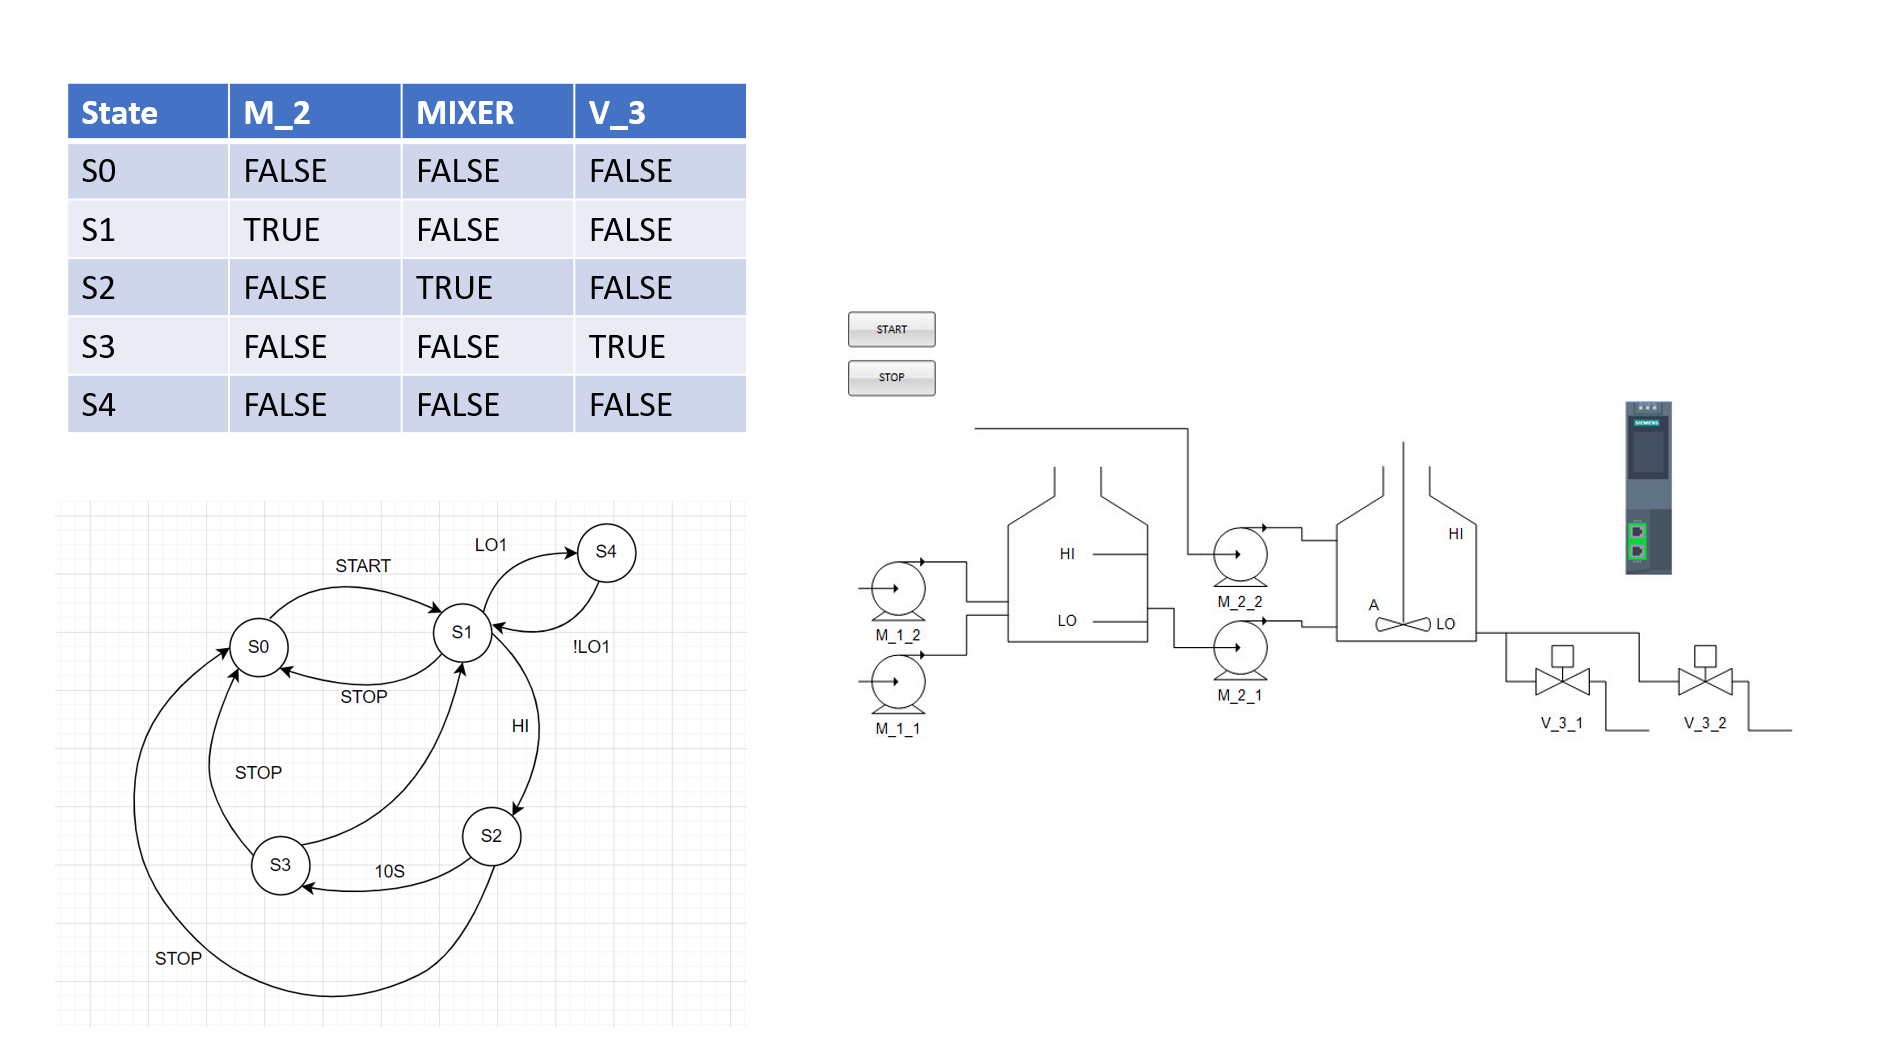 State M_2 MIXER V_3
S0 FALSE FALSE FALSE
S1 TRUE FALSE FALSE
S2 FALSE TRUE FALSE
S3 FALSE FALSE TRUE
S4 FALSE FALSE FALSE
START
STOP
SIEMENS
LO1
S4
START
S1
S0
!LO1
STOP
HI
STOP
S2
S3
10S
STOP
HI
LO
M_1_2
M_1_1
M_2_2
M_2_1
HI
A
LO
V_3_1
V_3_2